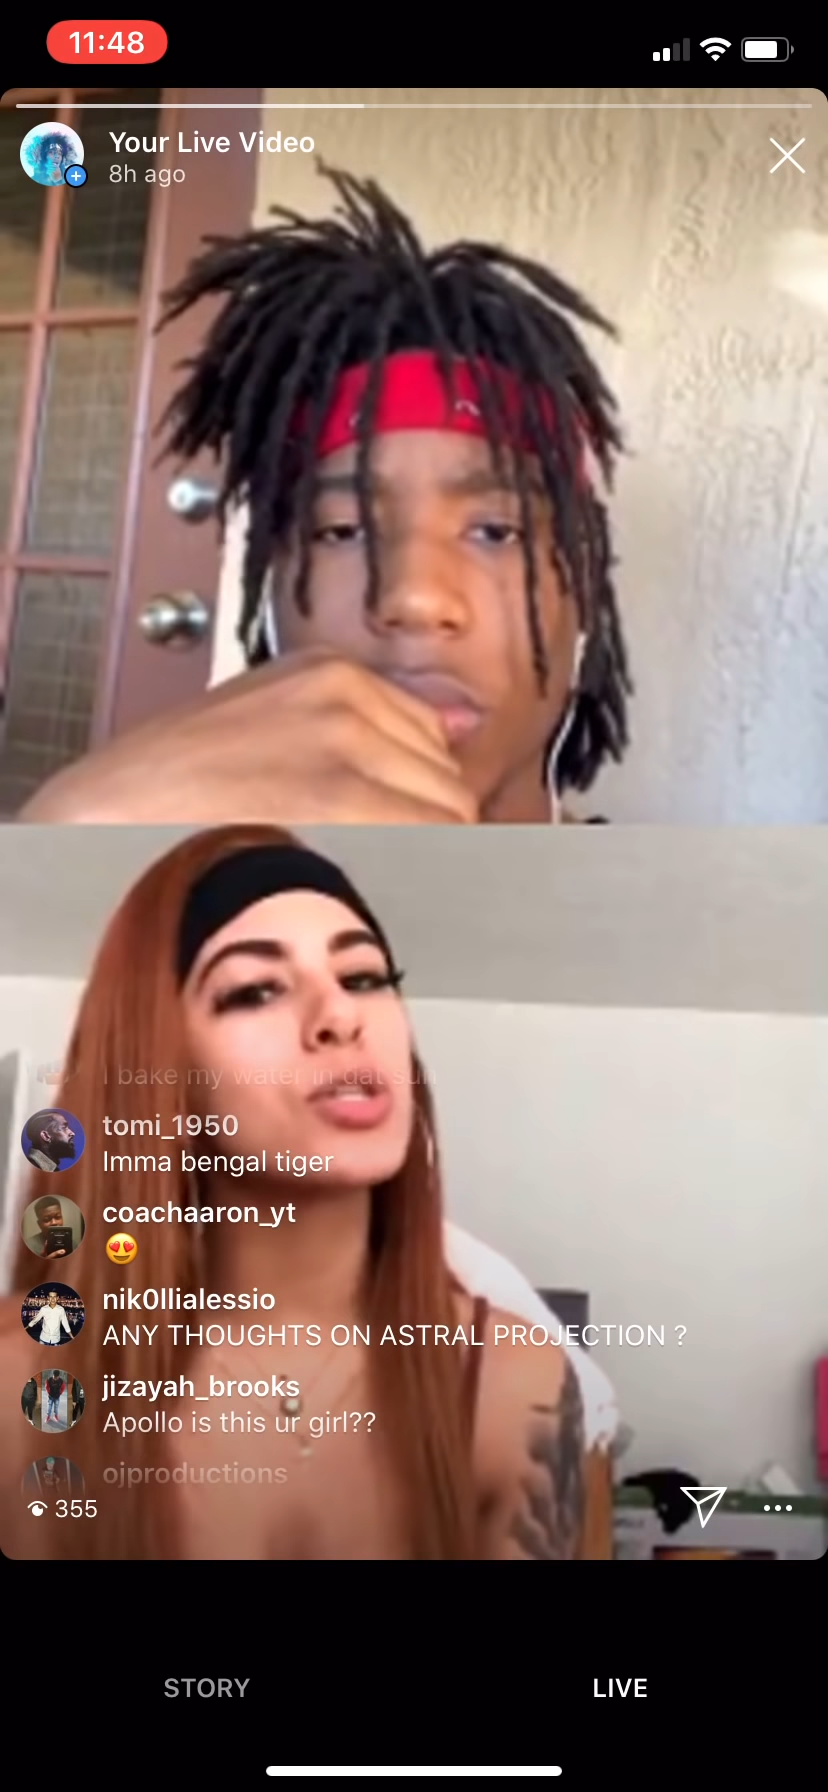 11:48
Your Live Video
8h ago
I bake my water in dat sun
tomi_1950
Imma bengal tiger
coachaaron_yt
😍
nik0llialessio
ANY THOUGHTS ON ASTRAL PROJECTION ?
jizayah_brooks
Apollo is this ur girl??
ojproductions
355
STORY
LIVE